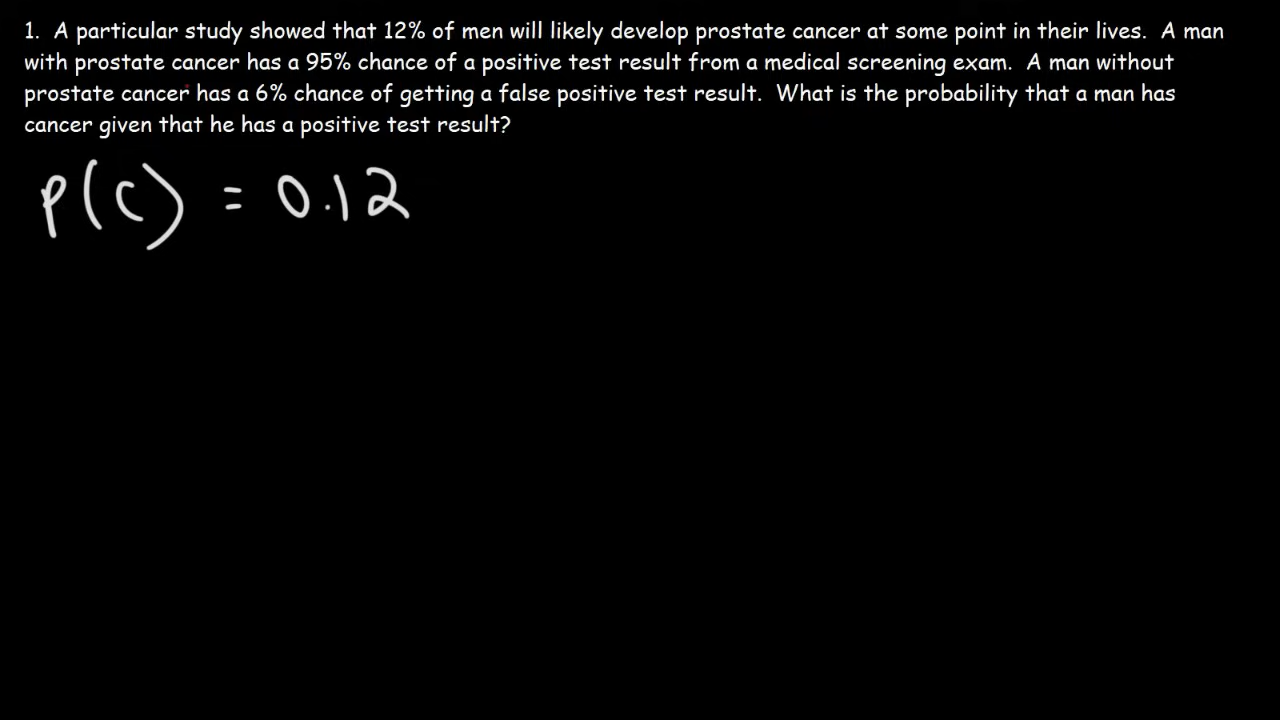 1. A particular study showed that 12% of men will likely develop prostate cancer at some point in their lives. A man
with prostate cancer has a 95% chance of a positive test result from a medical screening exam. A man without
prostate cancer has a 6% chance of getting a false positive test result. What is the probability that a man has
cancer given that he has a positive test result?
P(C) = 0.12